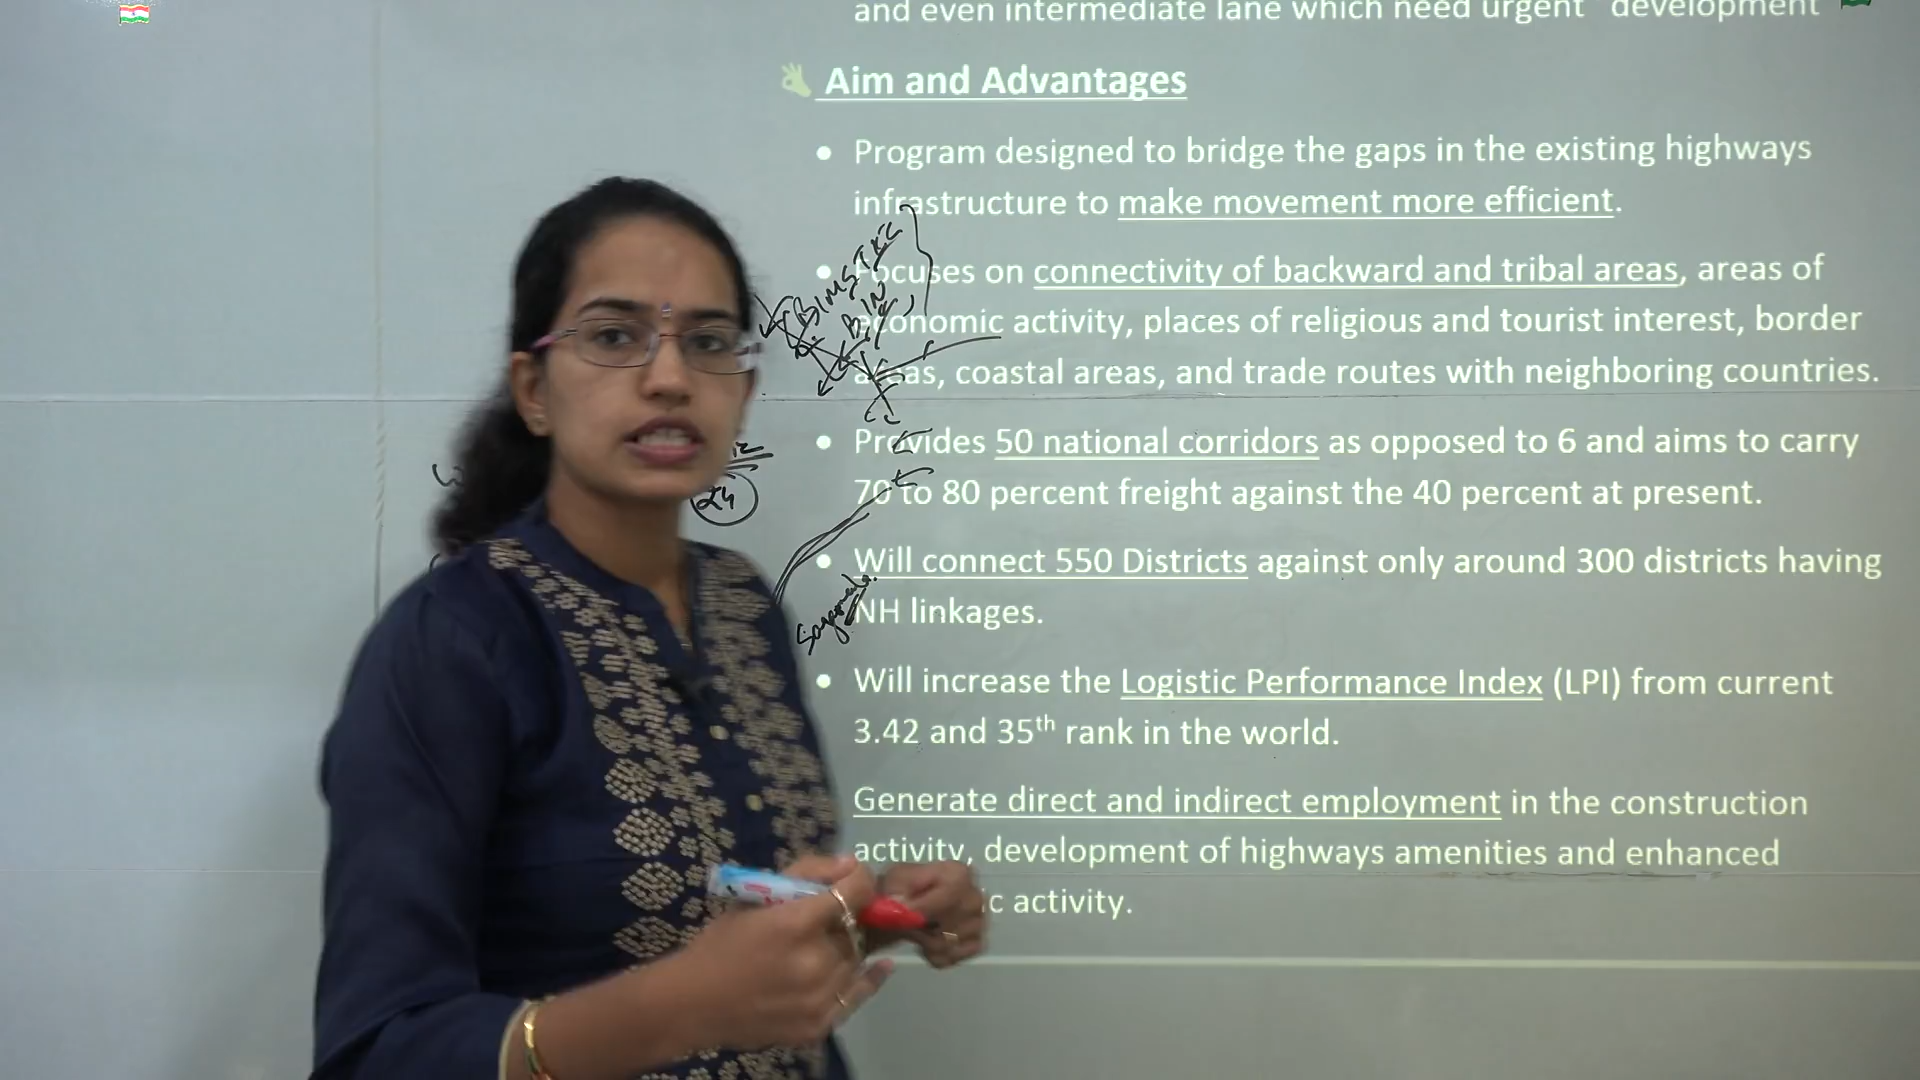 and even intermediate lane which need urgent development
Aim and Advantages
• Program designed to bridge the gaps in the existing highways
infrastructure to make movement more efficient.
• Focuses on connectivity of backward and tribal areas, areas of
economic activity, places of religious and tourist interest, border
areas, coastal areas, and trade routes with neighboring countries.
• Provides 50 national corridors as opposed to 6 and aims to carry
70 to 80 percent freight against the 40 percent at present.
• Will connect 550 Districts against only around 300 districts having
NH linkages.
• Will increase the Logistic Performance Index (LPI) from current
3.42 and 35th rank in the world.
Generate direct and indirect employment in the construction
activity, development of highways amenities and enhanced
ic activity.
BIMSTEC
BIN
24